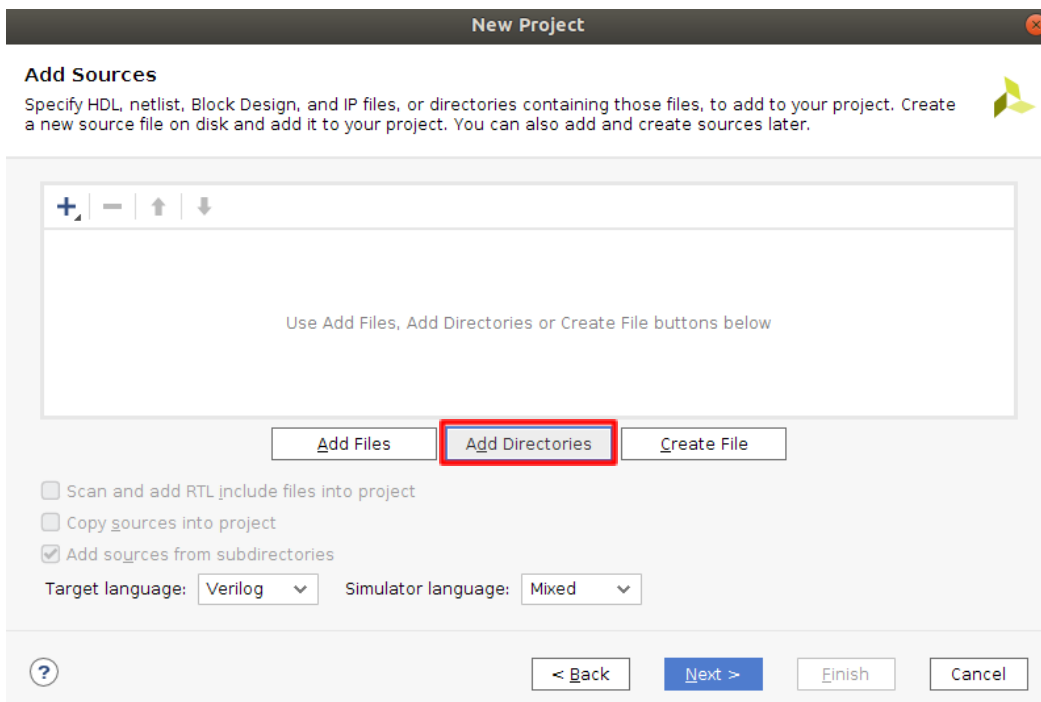 New Project
Add Sources
Specify HDL, netlist, Block Design, and IP files, or directories containing those files, to add to your project. Create
a new source file on disk and add it to your project. You can also add and create sources later.
Use Add Files, Add Directories or Create File buttons below
Add Files Add Directories Create File
Scan and add RTL include files into project
Copy sources into project
Add sources from subdirectories
Target language: Verilog Simulator language: Mixed
? < Back Next > Finish Cancel